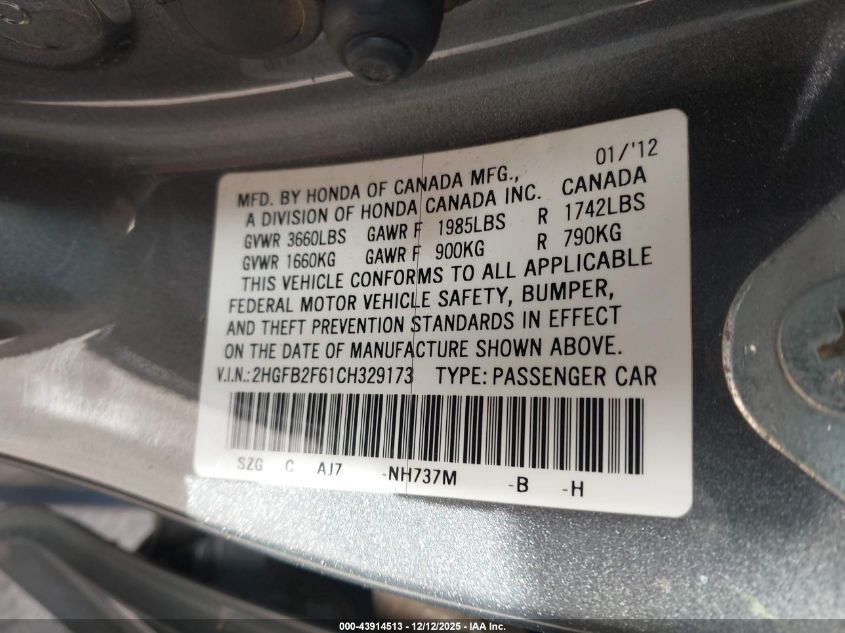 01/'12
MFD. BY HONDA OF CANADA MFG.,
A DIVISION OF HONDA CANADA INC. CANADA
GVWR 3660LBS GAWR F 1985LBS R 1742LBS
GVWR 1660KG GAWR F 900KG R 790KG
THIS VEHICLE CONFORMS TO ALL APPLICABLE
FEDERAL MOTOR VEHICLE SAFETY, BUMPER,
AND THEFT PREVENTION STANDARDS IN EFFECT
ON THE DATE OF MANUFACTURE SHOWN ABOVE.
V.I.N.: 2HGFB2F61CH329173 TYPE: PASSENGER CAR
SZG C AJ7 -NH737M -B -H
000-43914513 - 12/12/2025 - IAA Inc.